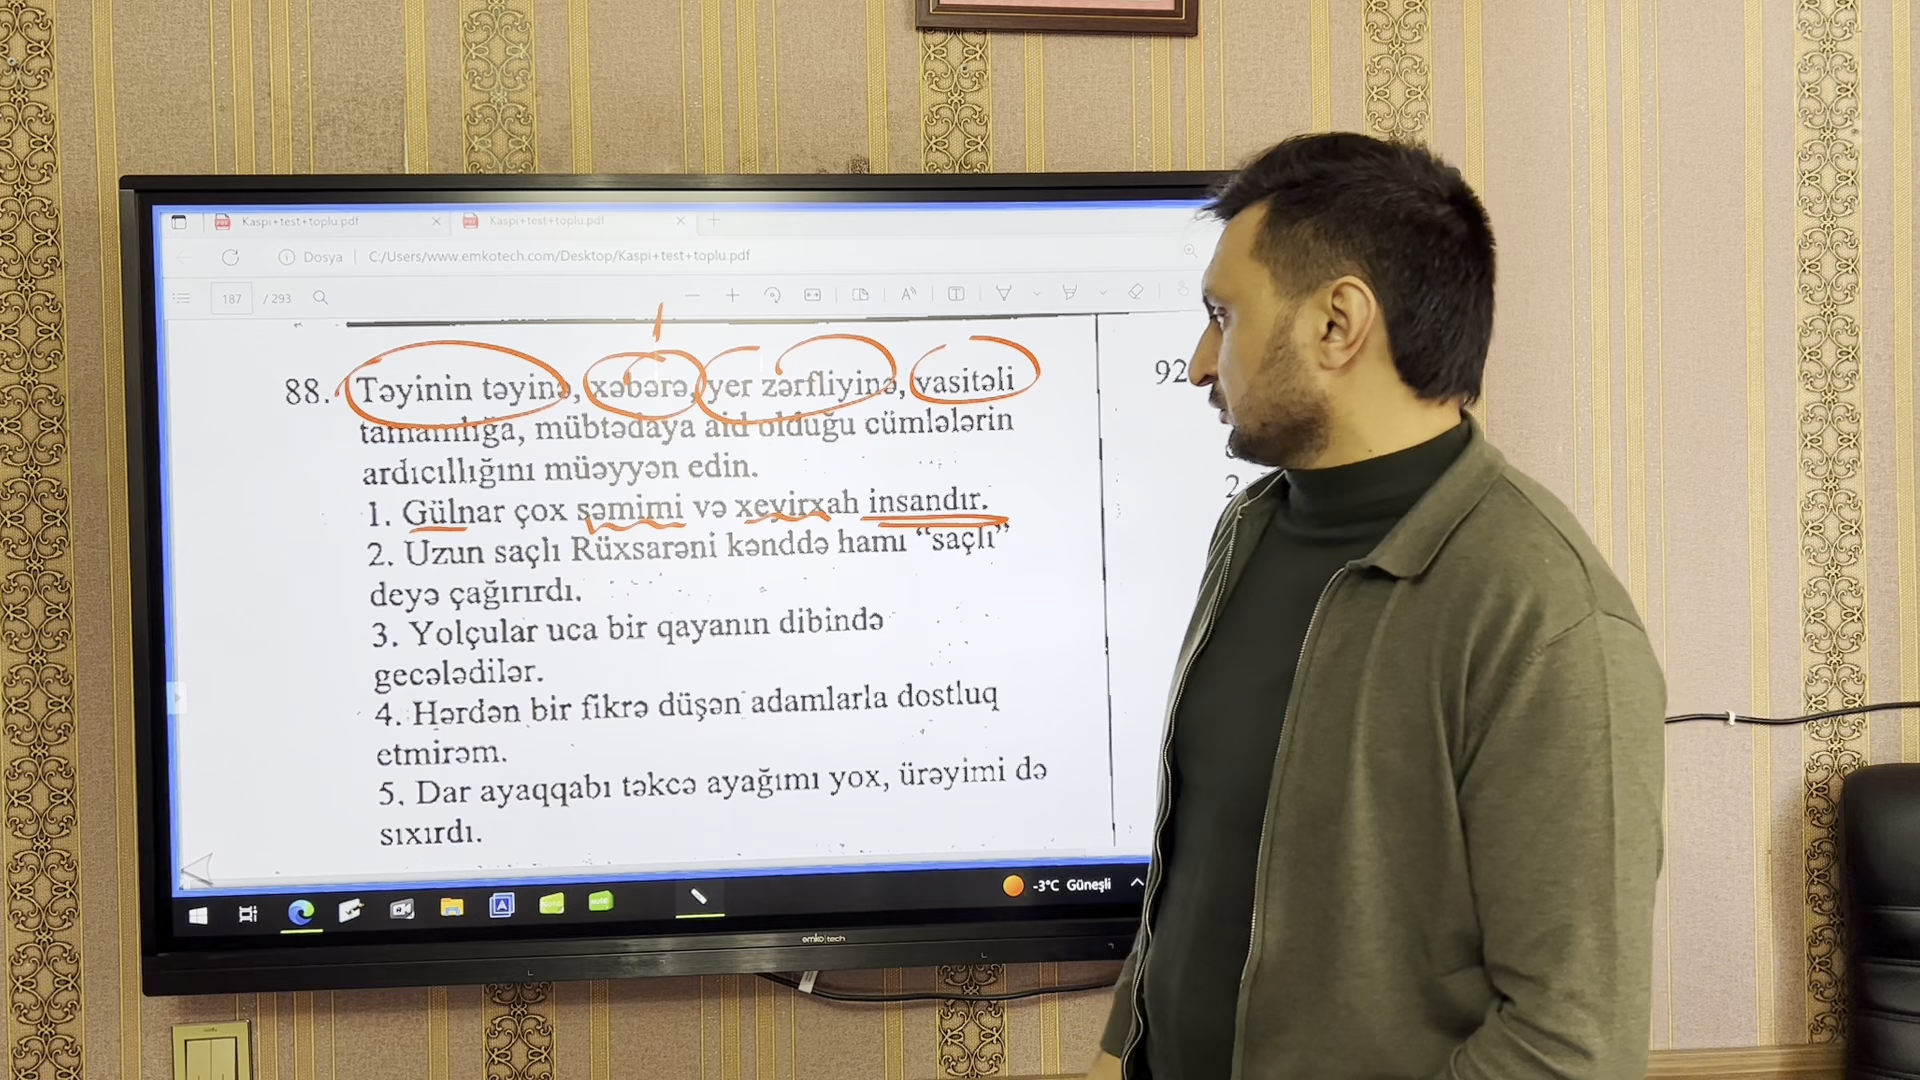 Kaspi+test+toplu.pdf
Kaspi+test+toplu.pdf
Dosya
C:/Users/www.emkotech.com/Desktop/Kaspi+test+toplu.pdf
187 / 293
1
88. Təyinin təyinə, xəbərə, yer zərfliyinə, vasitəli
tamamlığa, mübtədaya aid olduğu cümlələrin
ardıcıllığını müəyyən edin.
1. Gülnar çox səmimi və xeyirxah insandır.
2. Uzun saçlı Rüxsarəni kənddə hamı “saçlı”
deyə çağırırdı.
3. Yolçular uca bir qayanın dibində
gecələdilər.
4. Hərdən bir fikrə düşən adamlarla dostluq
etmirəm.
5. Dar ayaqqabı təkcə ayağımı yox, ürəyimi də
sıxırdı.
92
2
-3°C Güneşli
emko|tech